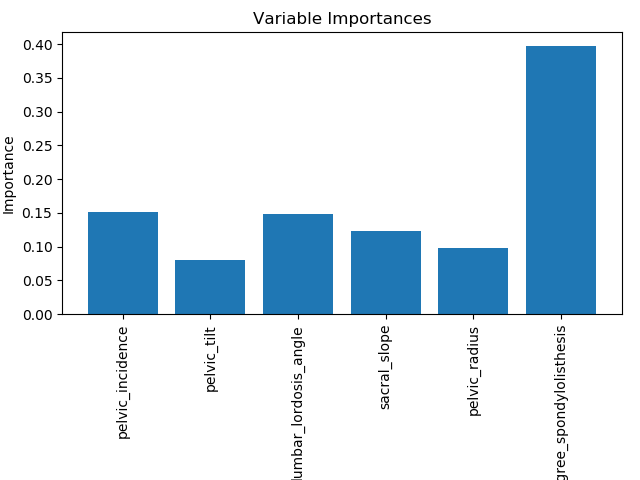 Variable Importances
Importance
0.40
0.35
0.30
0.25
0.20
0.15
0.10
0.05
0.00
pelvic_incidence
pelvic_tilt
lumbar_lordosis_angle
sacral_slope
pelvic_radius
gree_spondylolisthesis